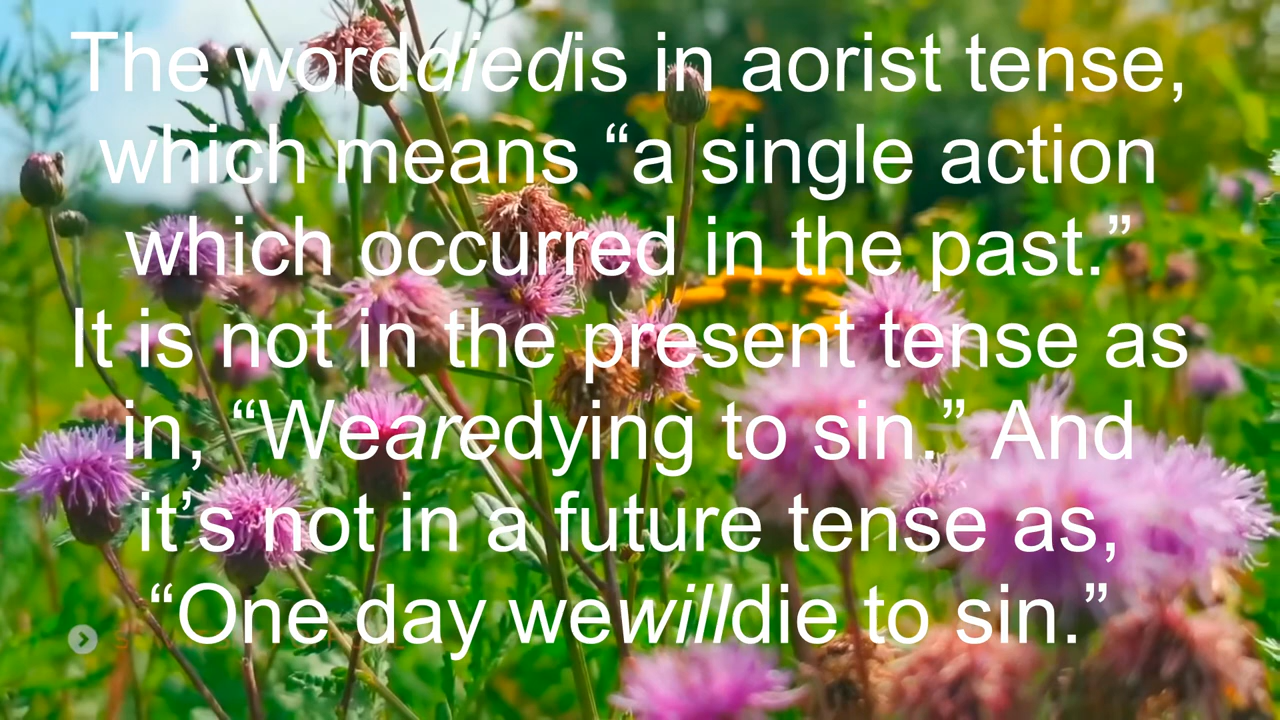 The worddiedis in aorist tense,
which means “a single action
which occurred in the past.”
It is not in the present tense as
in, “Wearedying to sin.” And
it’s not in a future tense as,
“One day wewilldie to sin.”